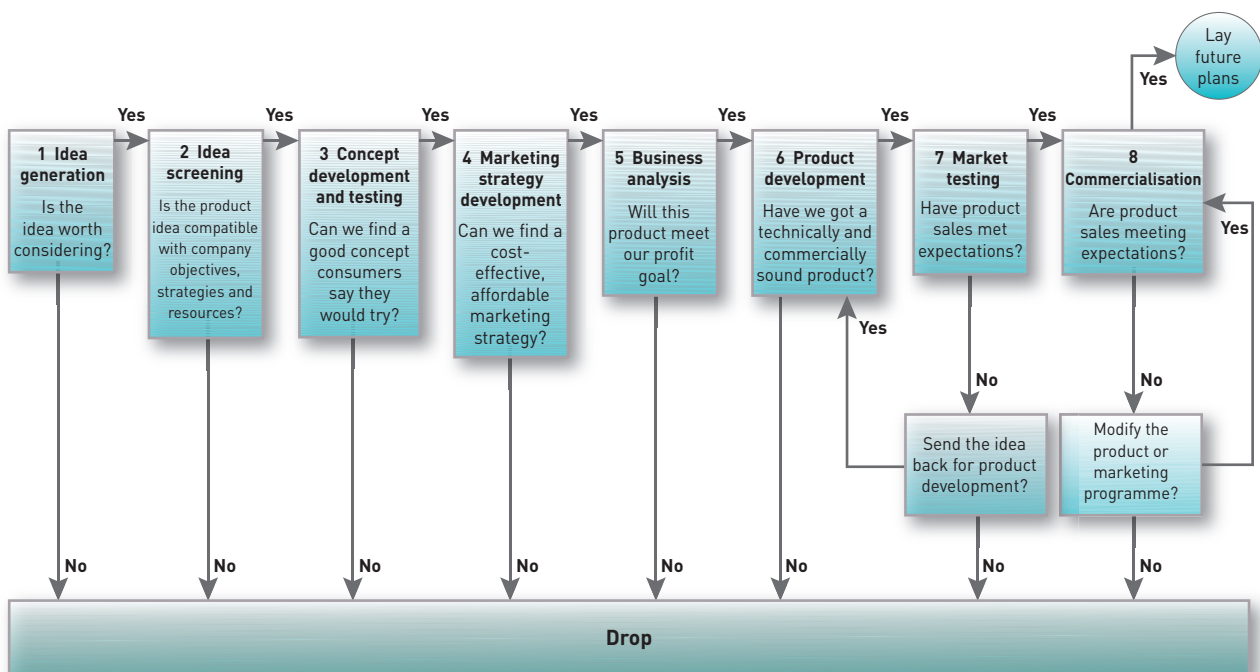 Lay
future
plans
Yes
Yes
Yes
Yes
Yes
Yes
Yes
Yes
1 Idea
generation
Is the
idea worth
considering?
2 Idea
screening
Is the product
idea compatible
with company
objectives,
strategies and
resources?
3 Concept
development
and testing
Can we find a
good concept
consumers
say they
would try?
4 Marketing
strategy
development
Can we find a
cost-
effective,
affordable
marketing
strategy?
5 Business
analysis
Will this
product meet
our profit
goal?
6 Product
development
Have we got a
technically and
commercially
sound product?
7 Market
testing
Have product
sales met
expectations?
8
Commercialisation
Are product
sales meeting
expectations?
Yes
Yes
No
No
Send the idea
back for product
development?
Modify the
product or
marketing
programme?
No
No
No
No
No
No
No
No
Drop